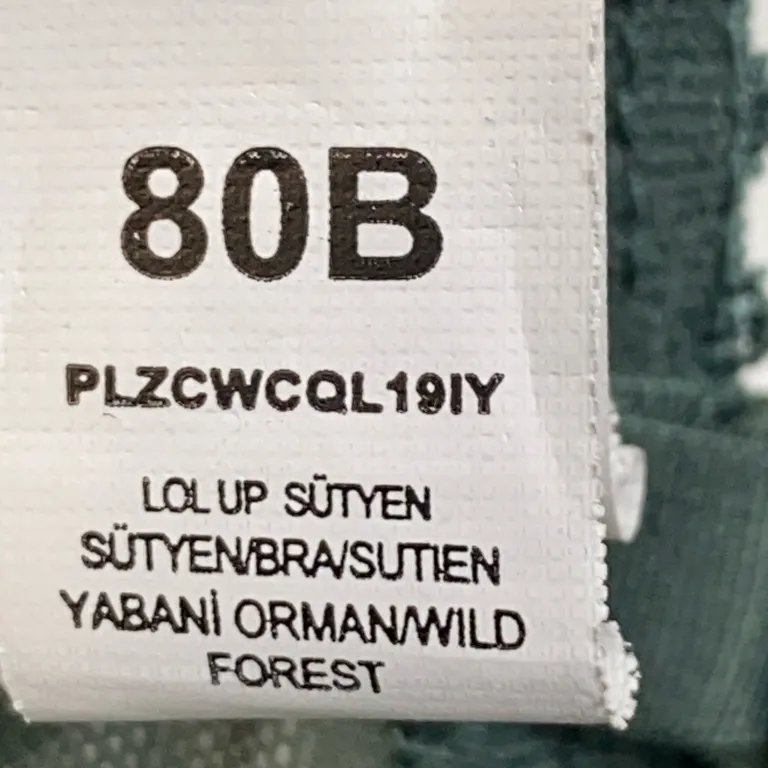 80B
PLZCWCQL19IY
LOL UP SÜTYEN
SÜTYEN/BRA/SUTIEN
YABANİ ORMAN/WILD
FOREST